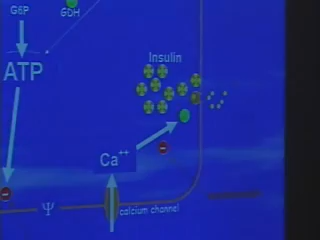 G6P
GDH
ATP
Insulin
Ca++
Ψ
calcium channel